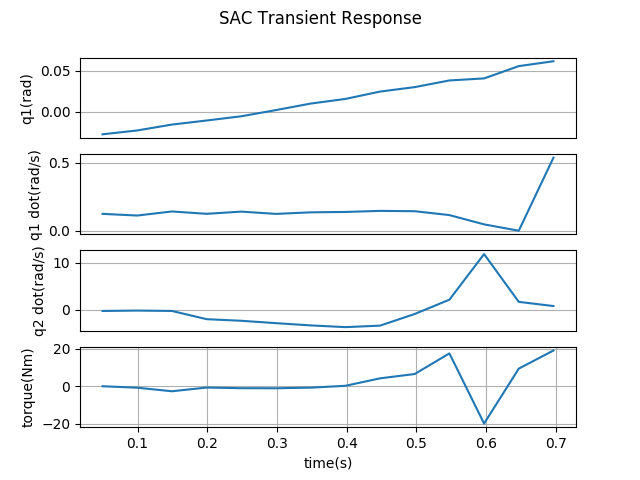 SAC Transient Response
q1(rad)
0.05
0.00
q1 dot(rad/s)
0.5
0.0
q2 dot(rad/s)
10
0
torque(Nm)
20
0
−20
0.1 0.2 0.3 0.4 0.5 0.6 0.7
time(s)